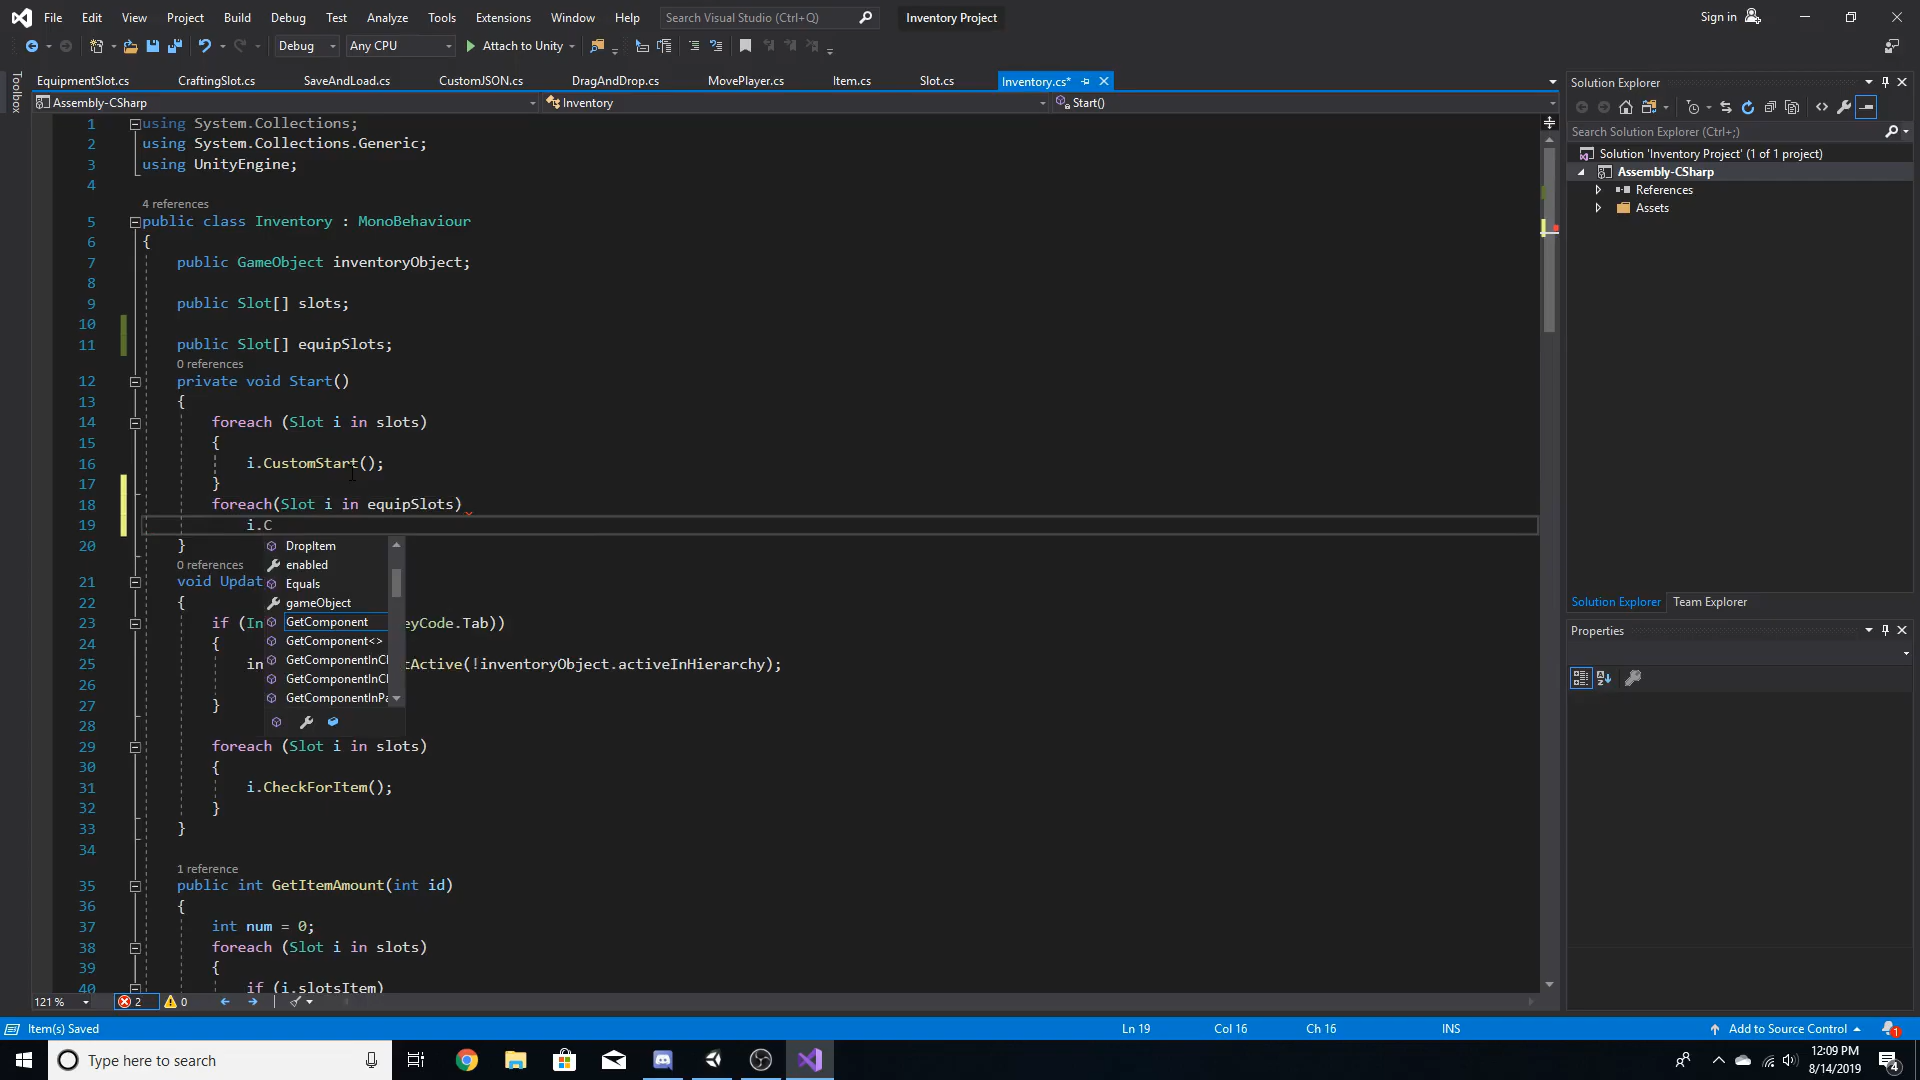 File Edit View Project Build Debug Test Analyze Tools Extensions Window Help Search Visual Studio (Ctrl+Q) Inventory Project Sign in
Debug Any CPU Attach to Unity
EquipmentSlot.cs CraftingSlot.cs SaveAndLoad.cs CustomJSON.cs DragAndDrop.cs MovePlayer.cs Item.cs Slot.cs Inventory.cs*
Toolbox
Assembly-CSharp Inventory Start()
1 using System.Collections;
2 using System.Collections.Generic;
3 using UnityEngine;
4
4 references
5 public class Inventory : MonoBehaviour
6 {
7 public GameObject inventoryObject;
8
9 public Slot[] slots;
10
11 public Slot[] equipSlots;
0 references
12 private void Start()
13 {
14 foreach (Slot i in slots)
15 {
16 i.CustomStart();
17 }
18 foreach(Slot i in equipSlots)
19 i.C
20 }
DropItem
enabled
Equals
gameObject
GetComponent
GetComponent<>
GetComponentInCl
GetComponentInCl
GetComponentInPa
0 references
21 void Updat
22 {
23 if (In eyCode.Tab))
24 {
25 in tActive(!inventoryObject.activeInHierarchy);
26
27 }
28
29 foreach (Slot i in slots)
30 {
31 i.CheckForItem();
32 }
33 }
34
1 reference
35 public int GetItemAmount(int id)
36 {
37 int num = 0;
38 foreach (Slot i in slots)
39 {
40 if (i.slotsItem)
121 % 2 0
Solution Explorer
Search Solution Explorer (Ctrl+;)
Solution 'Inventory Project' (1 of 1 project)
Assembly-CSharp
References
Assets
Solution Explorer Team Explorer
Properties
Item(s) Saved Ln 19 Col 16 Ch 16 INS Add to Source Control 1
Type here to search
12:09 PM
8/14/2019
4